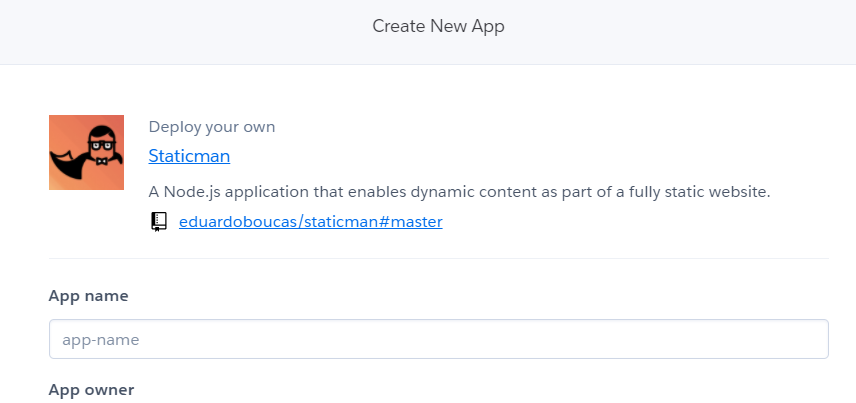 Create New App
Deploy your own
Staticman
A Node.js application that enables dynamic content as part of a fully static website.
eduardoboucas/staticman#master
App name
app-name
App owner